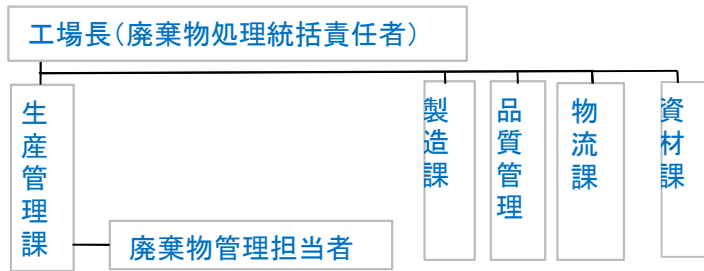 工場長（廃棄物処理統括責任者）
生産管理課
製造課
品質管理
物流課
資材課
廃棄物管理担当者